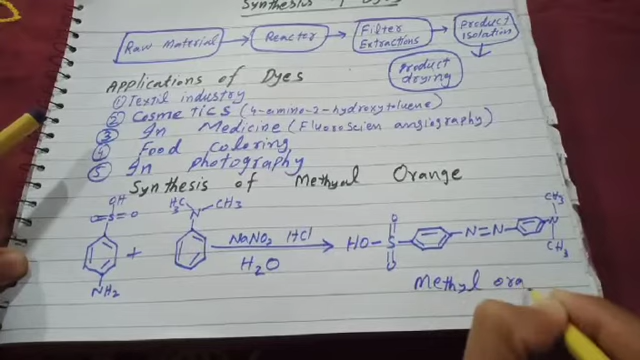 Synthesis of Dyes
Raw Material → Reactor → Filter Extractions → Product Isolation
Product drying
Applications of Dyes
① Textil industry
② Cosmetics (4-amino-2-hydroxytoluene)
③ In Medicine (Fluoroscien angiography)
④ Food coloring
⑤ In photography
Synthesis of Methyal Orange
OH
O=S=O
NH₂
+
H₃C N CH₃
NaNO₂ HCl
H₂O
O
HO-S
O
N=N
N
CH₃
CH₃
Methyl ora